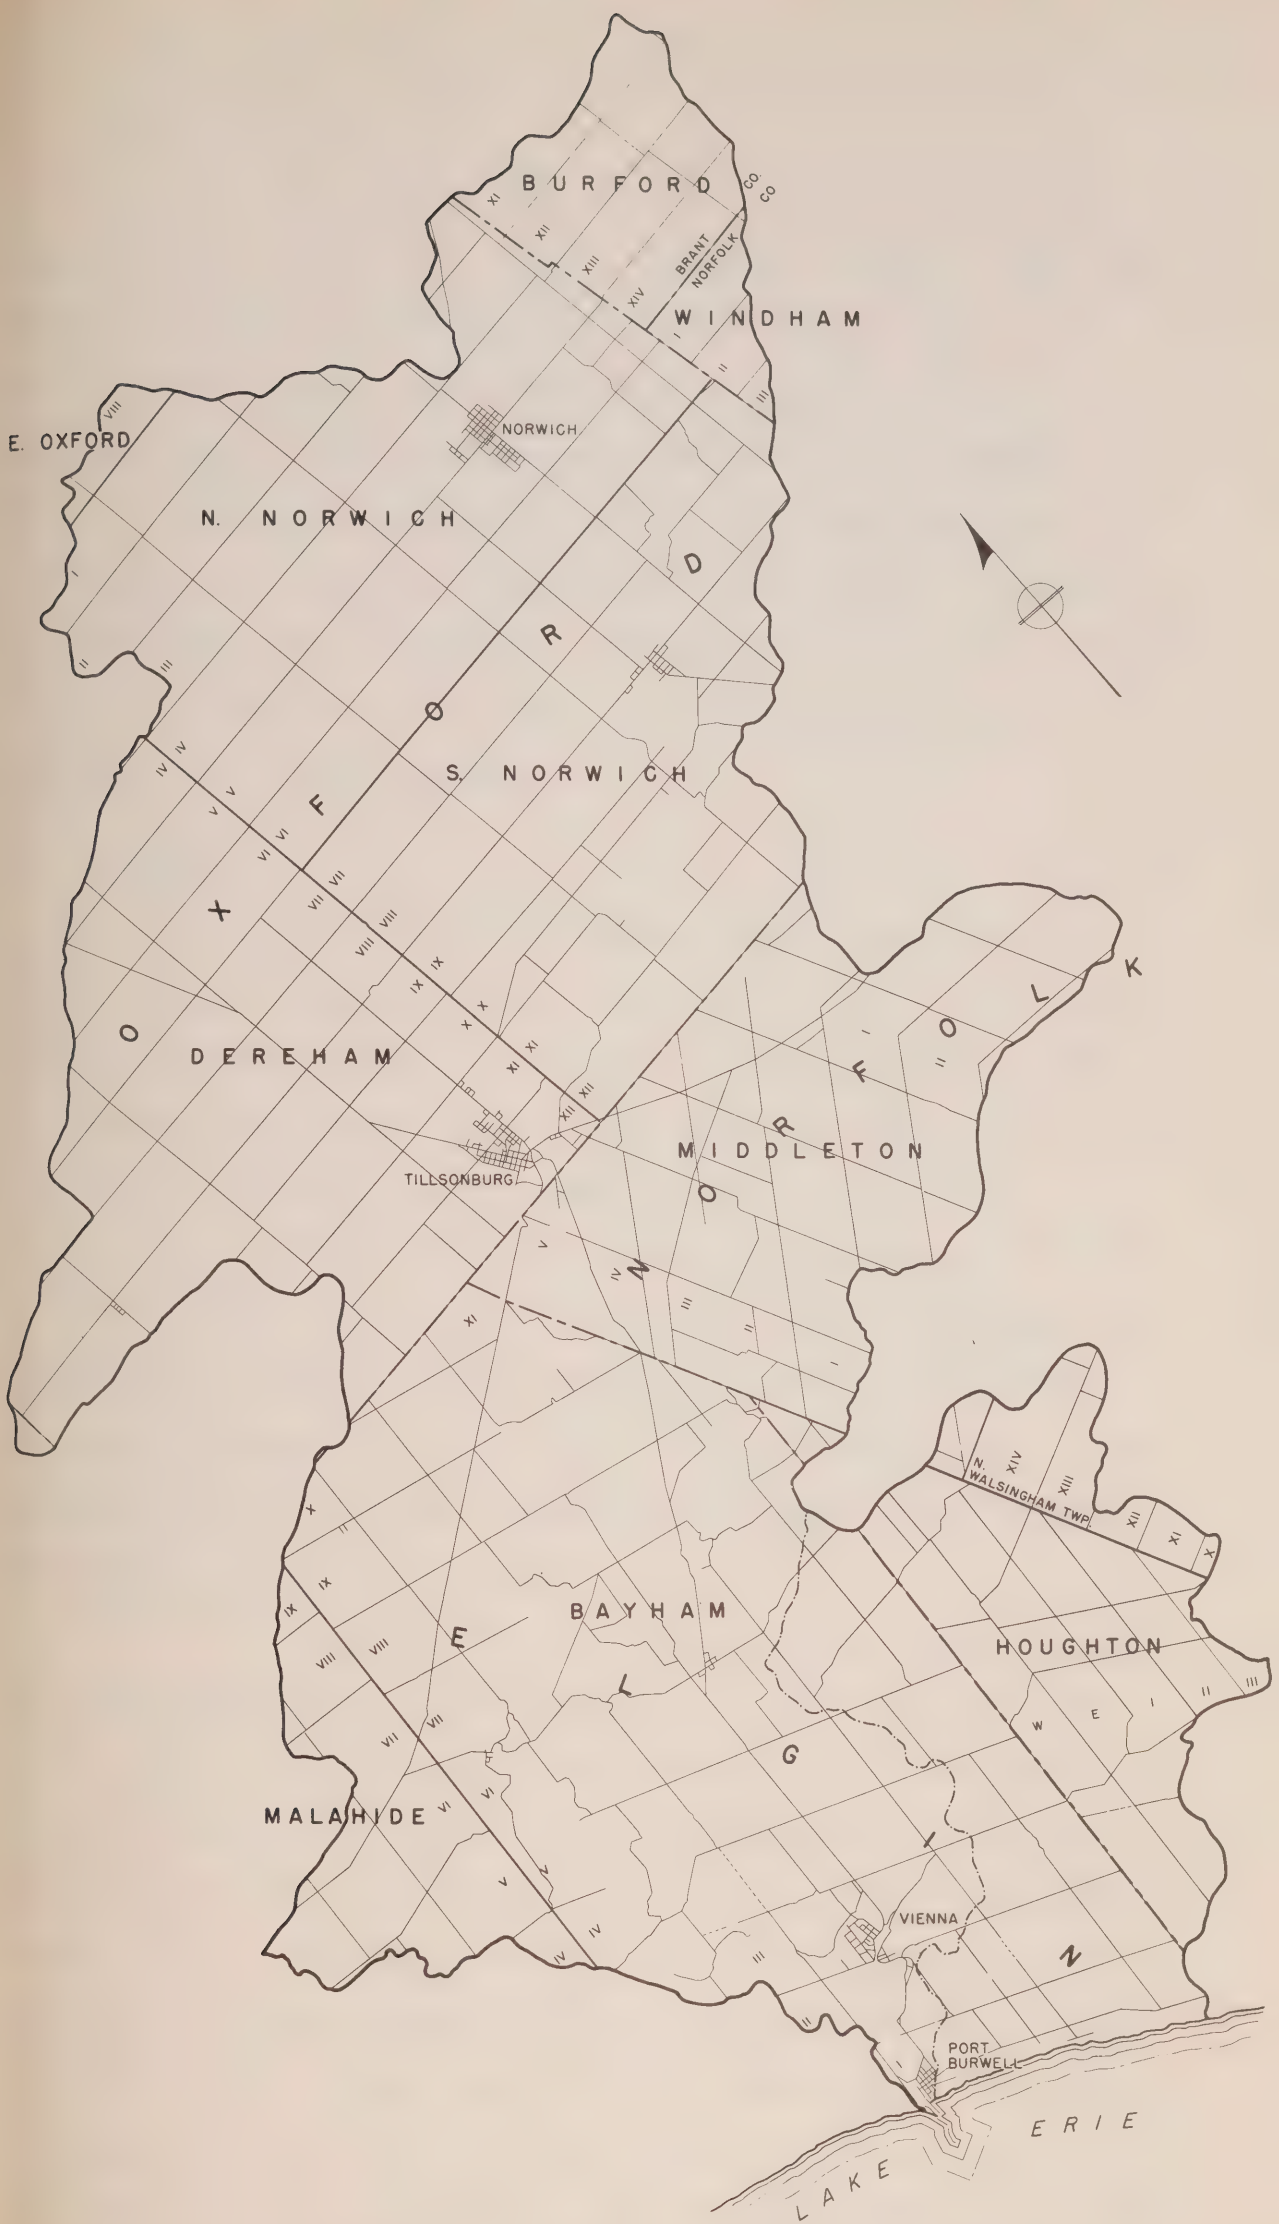 BURFORD
CO.
CO
XI
XII
XIII
XIV
BRANT
NORFOLK
WINDHAM
I
II
III
VIII
E. OXFORD
NORWICH
N. NORWICH
I
II
III
IV
IV
V
V
VI
VI
VII
VII
VIII
VIII
IX
IX
X
X
XI
XI
XII
XII
OXFORD
S. NORWICH
DEREHAM
TILLSONBURG
NORFOLK
I
II
MIDDLETON
V
IV
III
II
I
XI
X
IX
IX
VIII
VIII
VII
VII
VI
VI
V
V
IV
IV
III
II
I
N.
WALSINGHAM TWP.
XIV
XIII
XII
XI
X
BAYHAM
HOUGHTON
W
E
I
II
III
ELGIN
MALAHIDE
VIENNA
PORT
BURWELL
LAKE ERIE